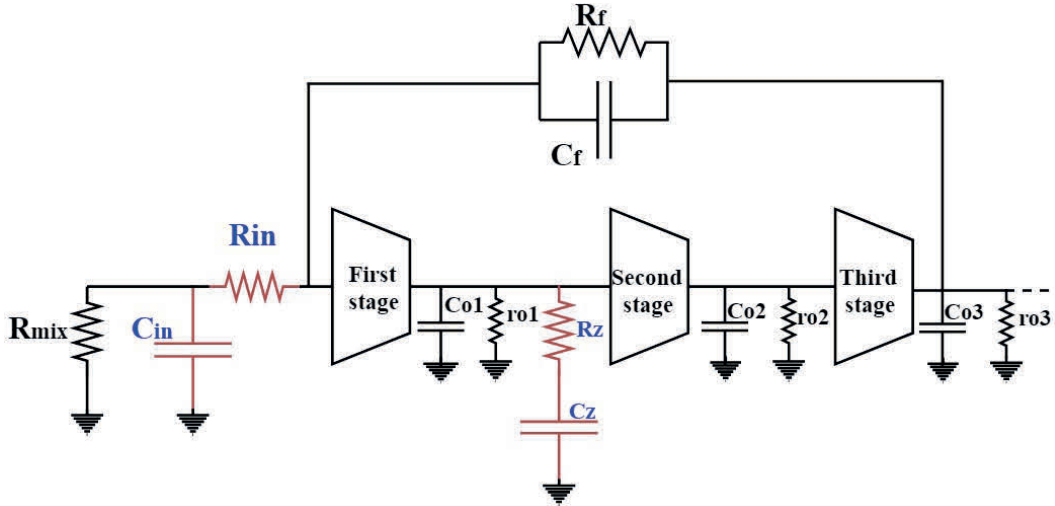 Rf
Cf
Rin
First
stage
Second
stage
Third
stage
Rmix
Cin
Co1
ro1
Rz
Cz
Co2
ro2
Co3
ro3